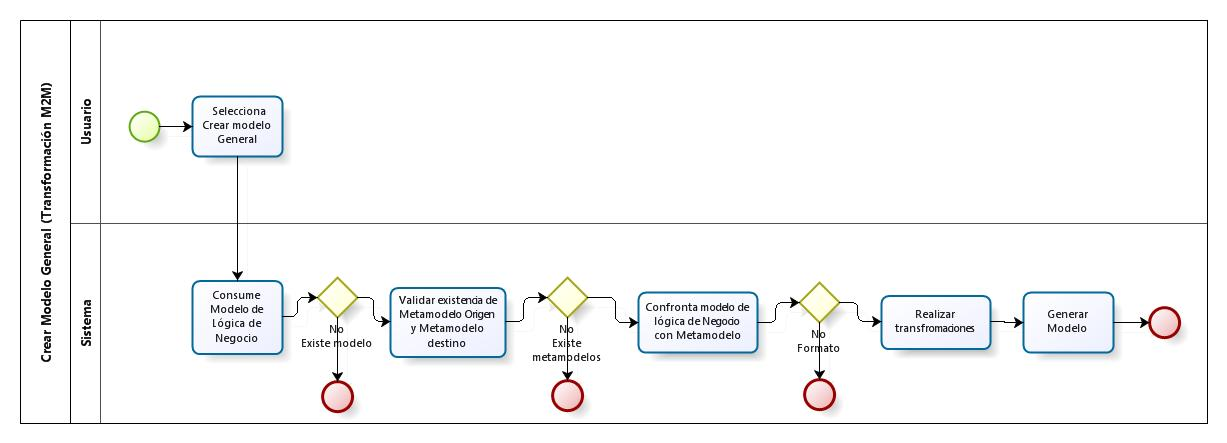 Crear Modelo General (Transformación M2M)
Usuario
Selecciona
Crear modelo
General
Sistema
Consume
Modelo de
Lógica de
Negocio
No
Existe modelo
Validar existencia de
Metamodelo Origen
y Metamodelo
destino
No
Existe
metamodelos
Confronta modelo de
lógica de Negocio
con Metamodelo
No
Formato
Realizar
transfromadones
Generar
Modelo